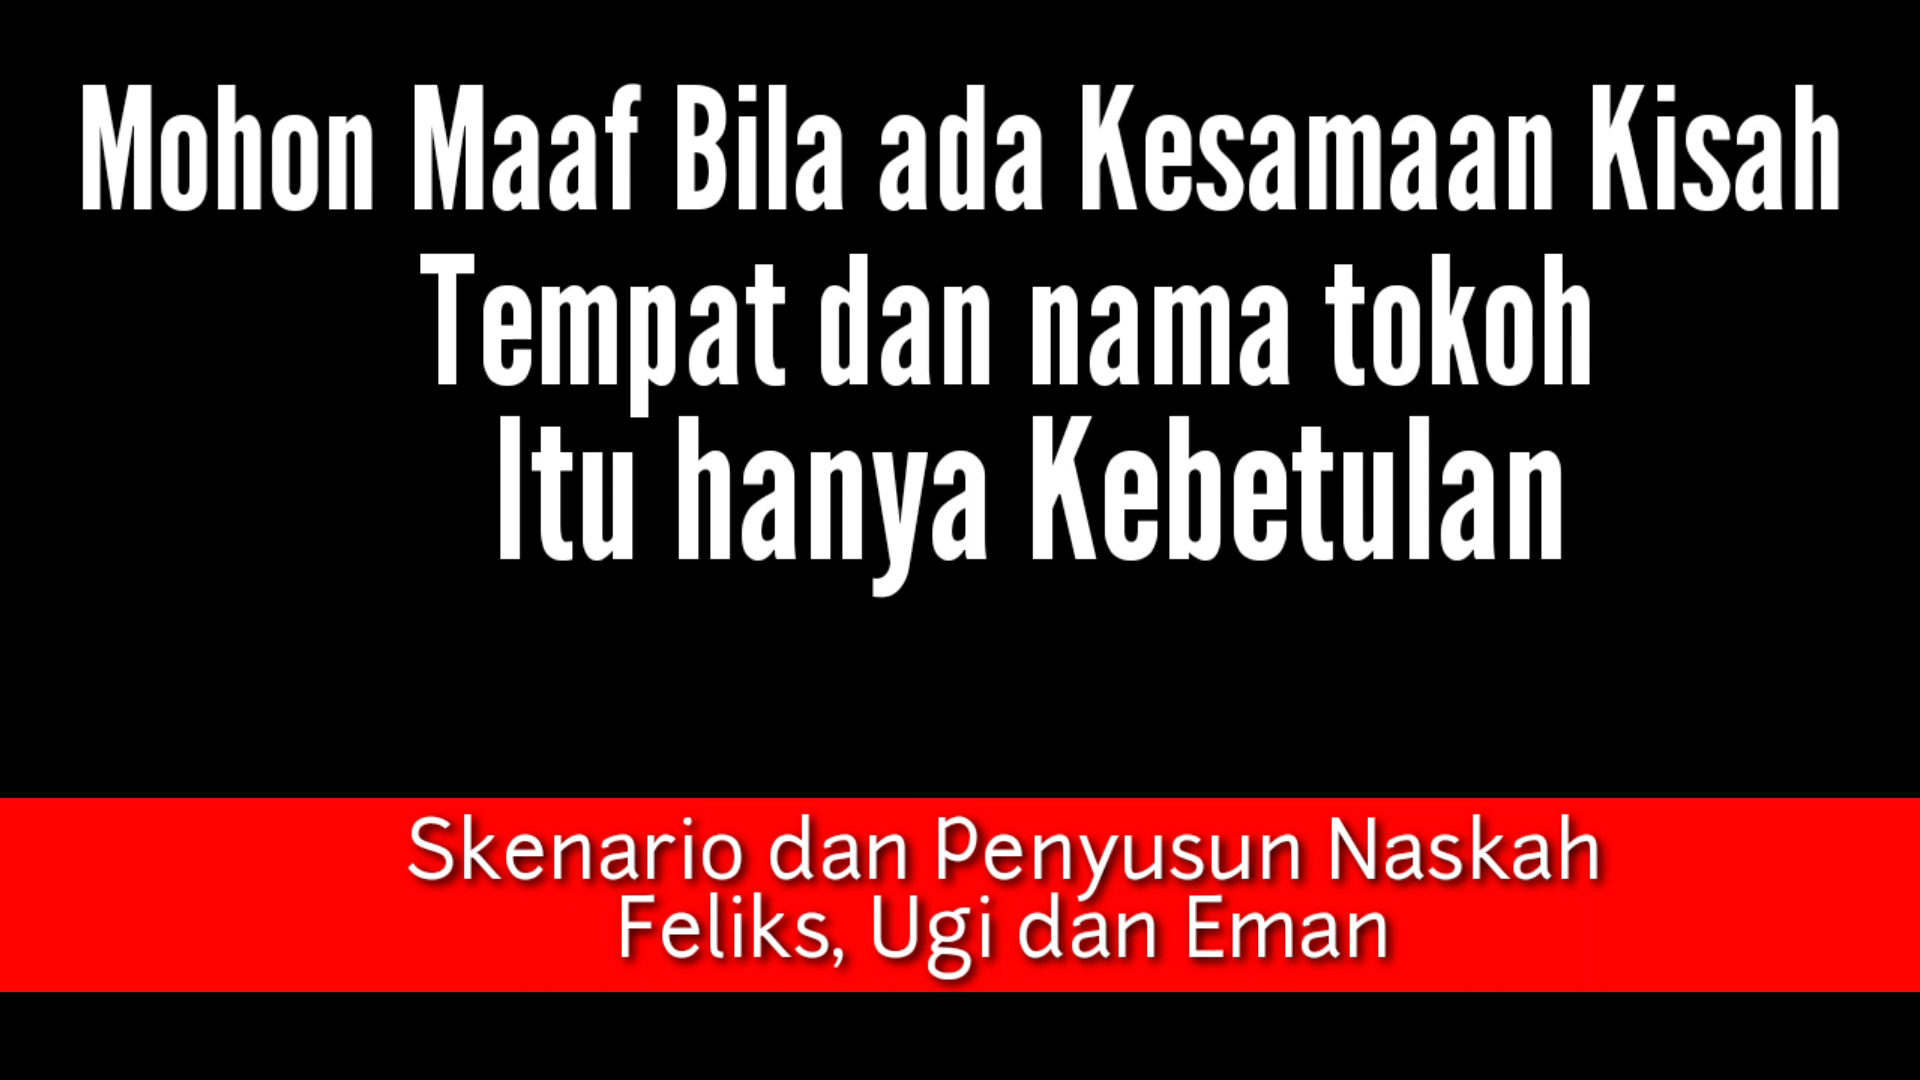 Mohon Maaf Bila ada Kesamaan Kisah
Tempat dan nama tokoh
Itu hanya Kebetulan
Skenario dan Penyusun Naskah
Feliks, Ugi dan Eman